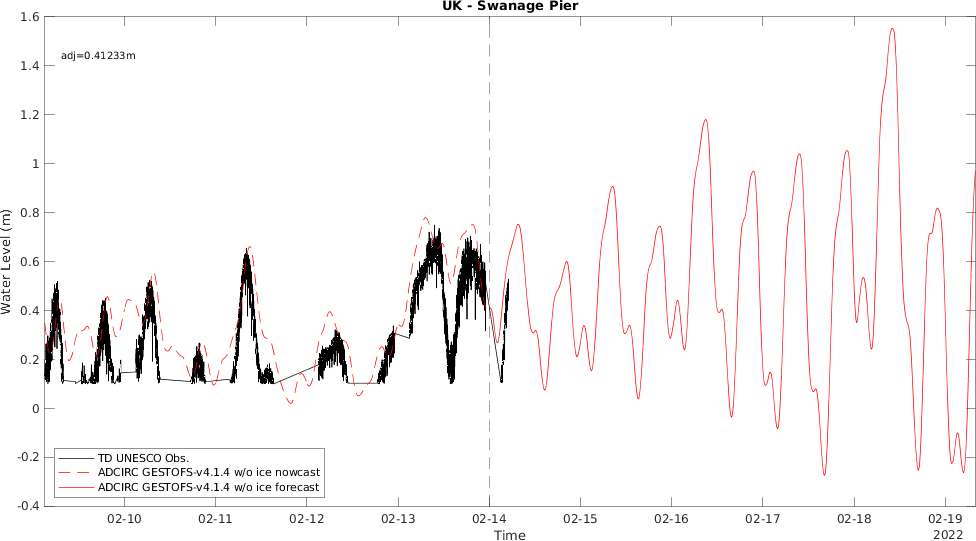 UK - Swanage Pier
adj=0.41233m
Water Level (m)
1.6
1.4
1.2
1
0.8
0.6
0.4
0.2
0
-0.2
-0.4
TD UNESCO Obs.
ADCIRC GESTOFS-v4.1.4 w/o ice nowcast
ADCIRC GESTOFS-v4.1.4 w/o ice forecast
02-10 02-11 02-12 02-13 02-14 02-15 02-16 02-17 02-18 02-19
Time
2022